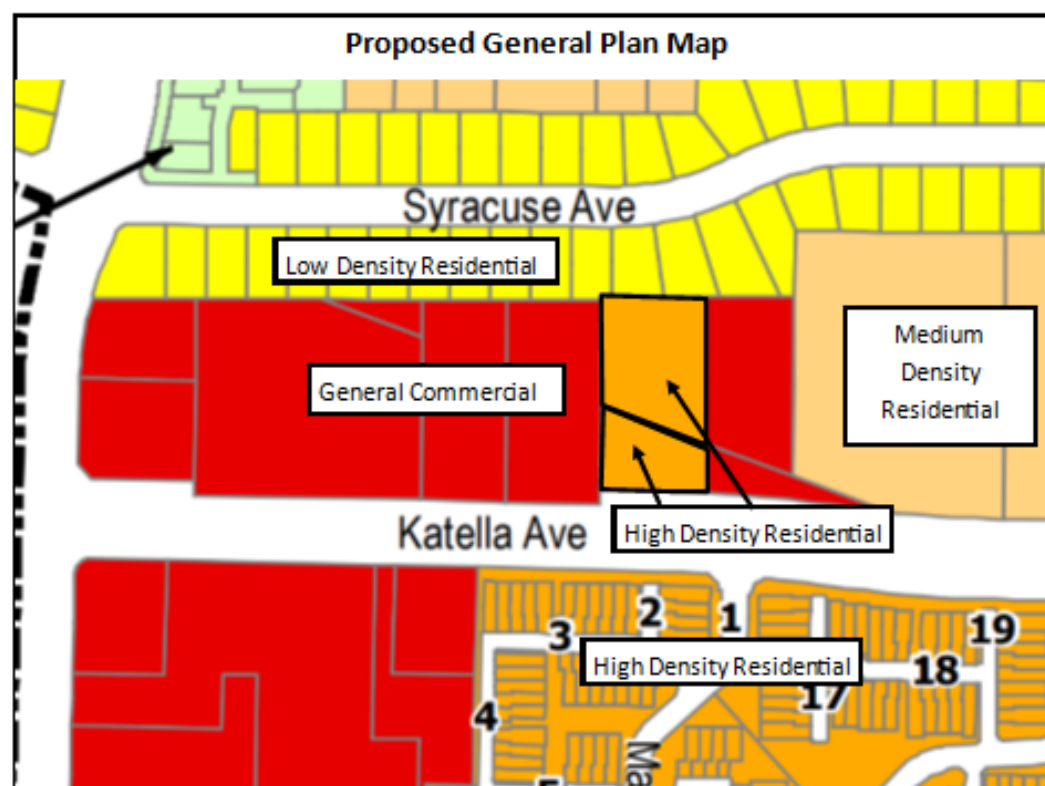 Proposed General Plan Map
Syracuse Ave
Low Density Residential
General Commercial
Medium
Density
Residential
Katella Ave
High Density Residential
High Density Residential
1
2
3
4
17
18
19
Ma